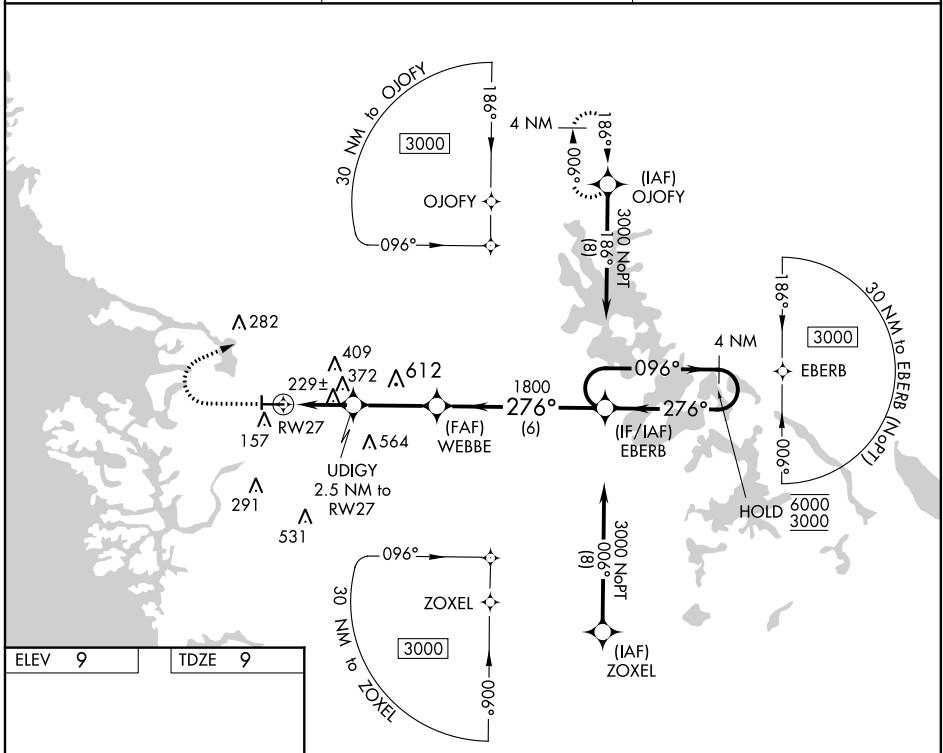 30 NM to OJOFY
3000
186°
OJOFY
096°
4 NM
186°
006°
(IAF)
OJOFY
3000 NoPT
186°
(8)
186°
3000
EBERB
006°
30 NM to EBERB (NoPT)
4 NM
096°
276°
(IF/IAF)
EBERB
HOLD 6000
3000
1800
276°
(6)
(FAF)
WEBBE
612
409
372
229±
282
157
RW27
564
UDIGY
2.5 NM to
RW27
291
531
3000 NoPT
006°
(8)
(IAF)
ZOXEL
096°
ZOXEL
3000
006°
30 NM to ZOXEL
ELEV 9
TDZE 9